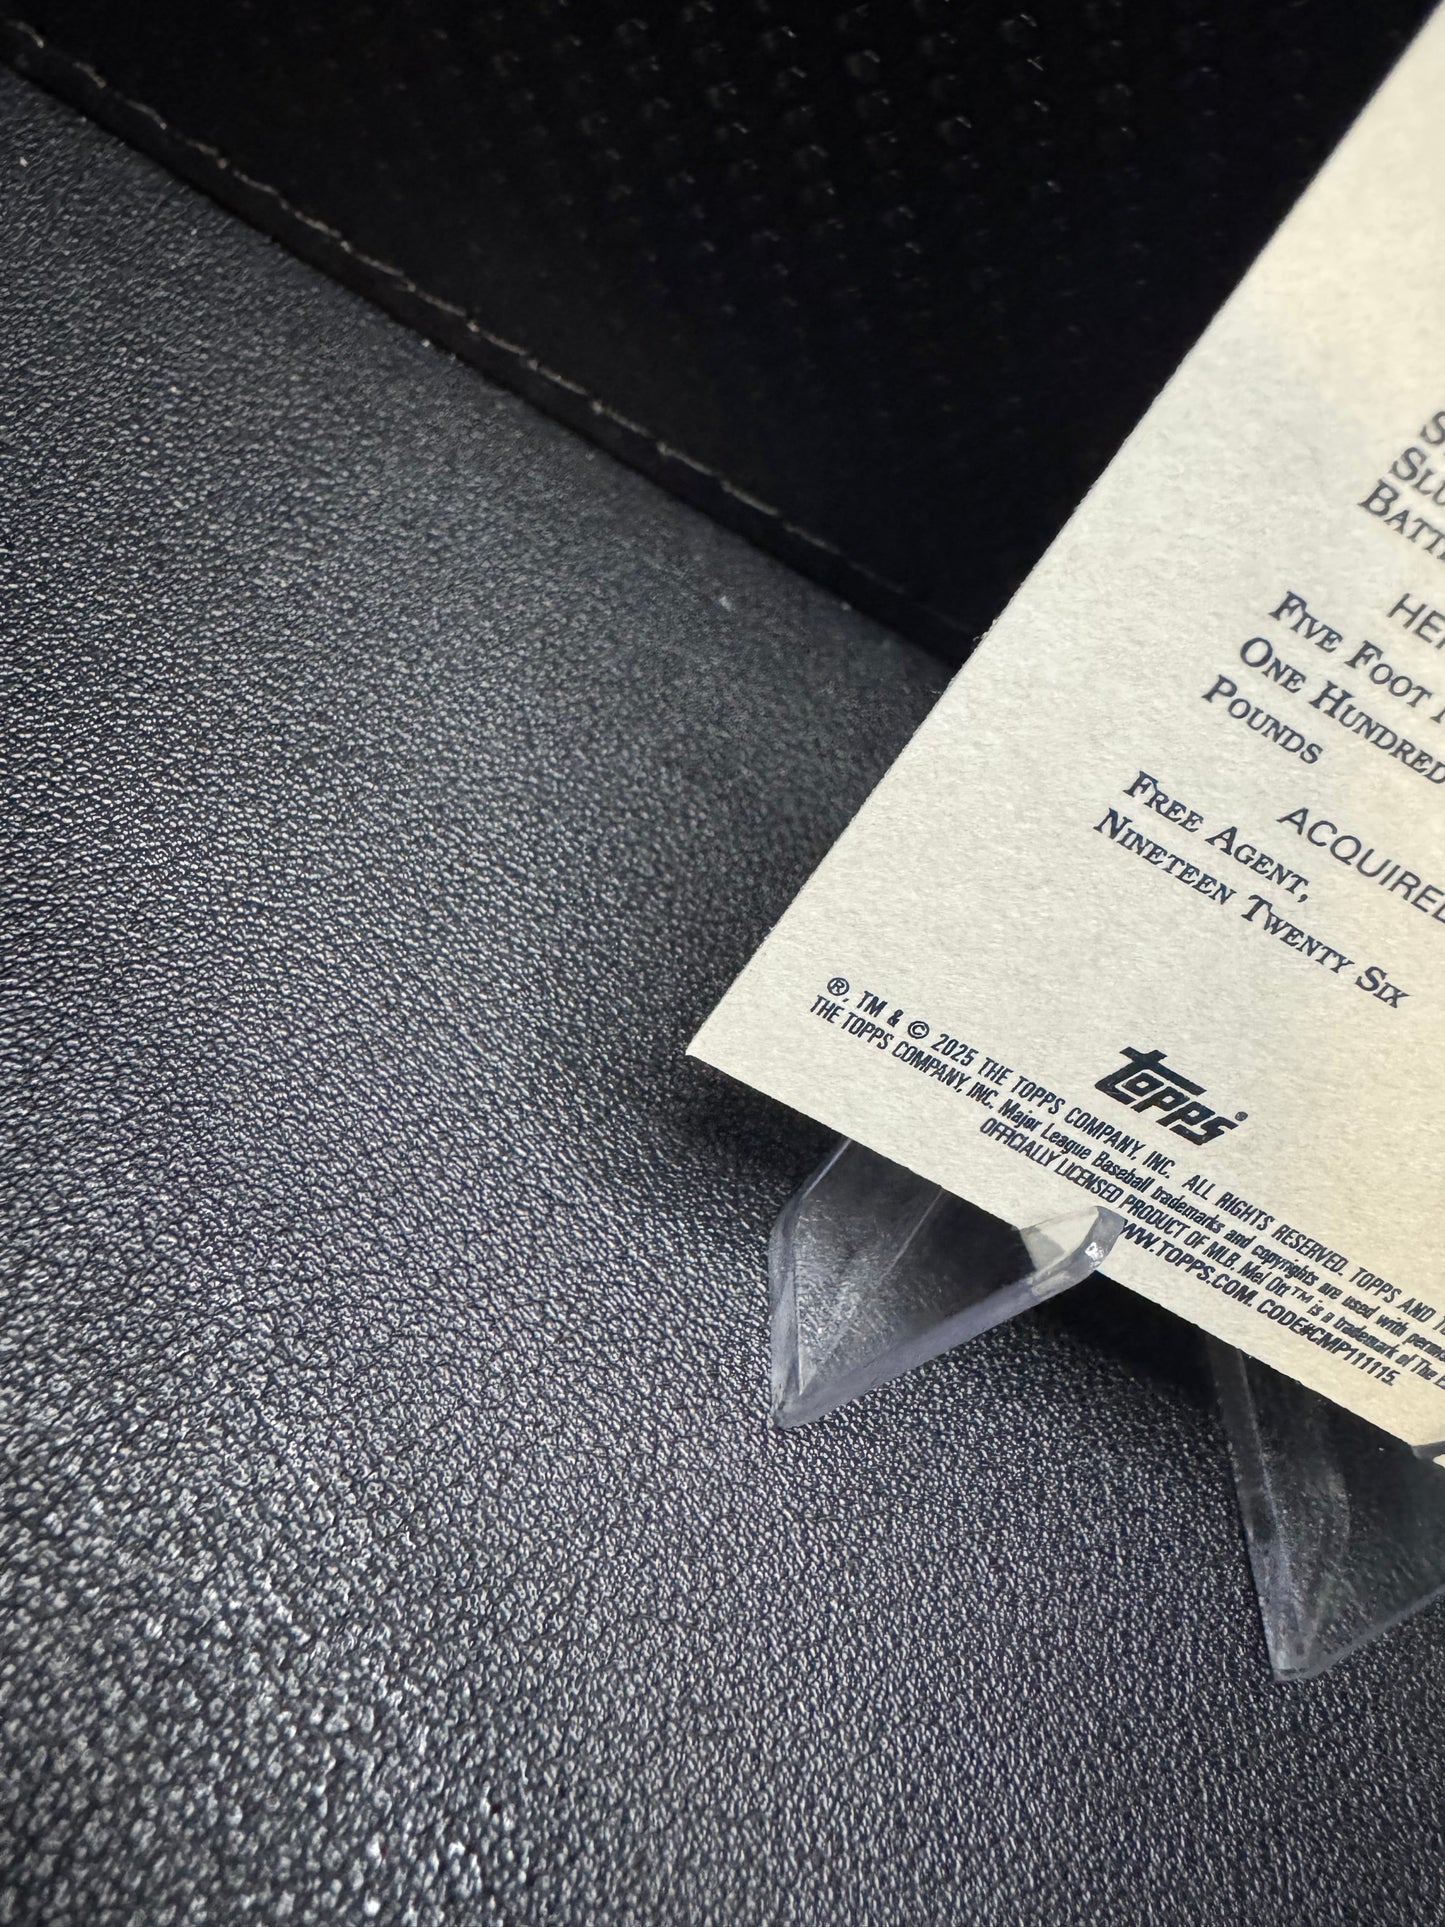 BATT
HE
FIVE FOOT
ONE HUNDRED
POUNDS
ACQUIRED
FREE AGENT,
NINETEEN TWENTY SIX
TOPPS®
®, TM & © 2025 THE TOPPS COMPANY, INC. ALL RIGHTS RESERVED. TOPPS AND
THE TOPPS COMPANY, INC. Major League Baseball trademarks and copyrights are used with
OFFICIALLY LICENSED PRODUCT OF MLB. Mel Ott™ is a trademark of The
WWW.TOPPS.COM. CODE#CMP111115.